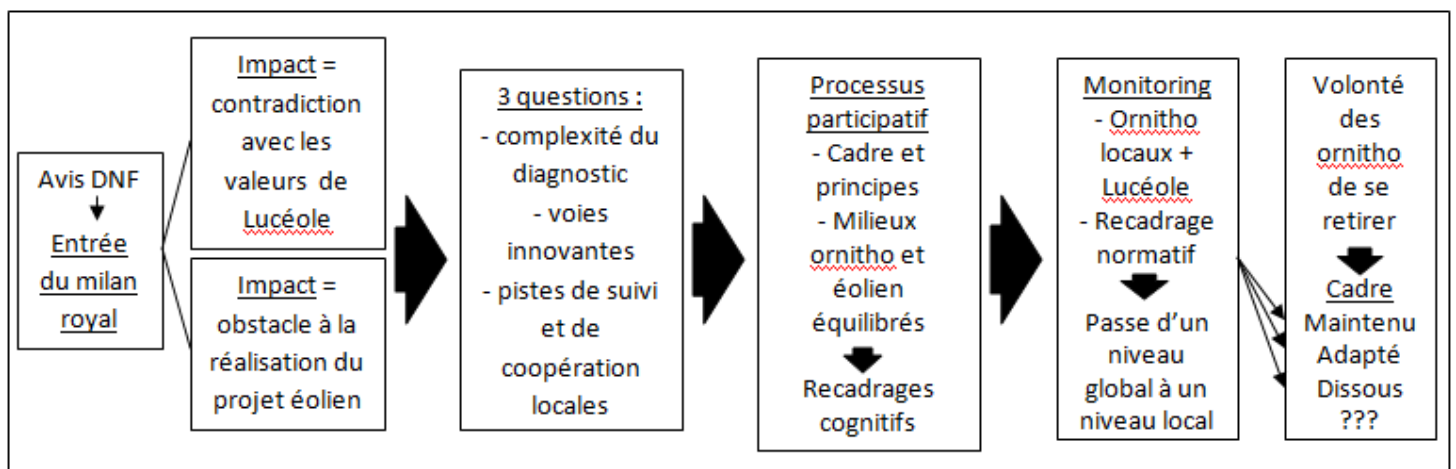 Avis DNF
Entrée
du milan
royal
Impact =
contradiction
avec les
valeurs de
Lucéole
Impact =
obstacle à la
réalisation du
projet éolien
3 questions :
- complexité du
diagnostic
- voies
innovantes
- pistes de suivi
et de
coopération
locales
Processus
participatif
- Cadre et
principes
- Milieux
ornitho et
éolien
équilibrés
Recadrages
cognitifs
Monitoring
- Ornitho
locaux +
Lucéole
- Recadrage
normatif
Passe d’un
niveau
global à un
niveau local
Volonté
des
ornitho
de se
retirer
Cadre
Maintenu
Adapté
Dissous
???